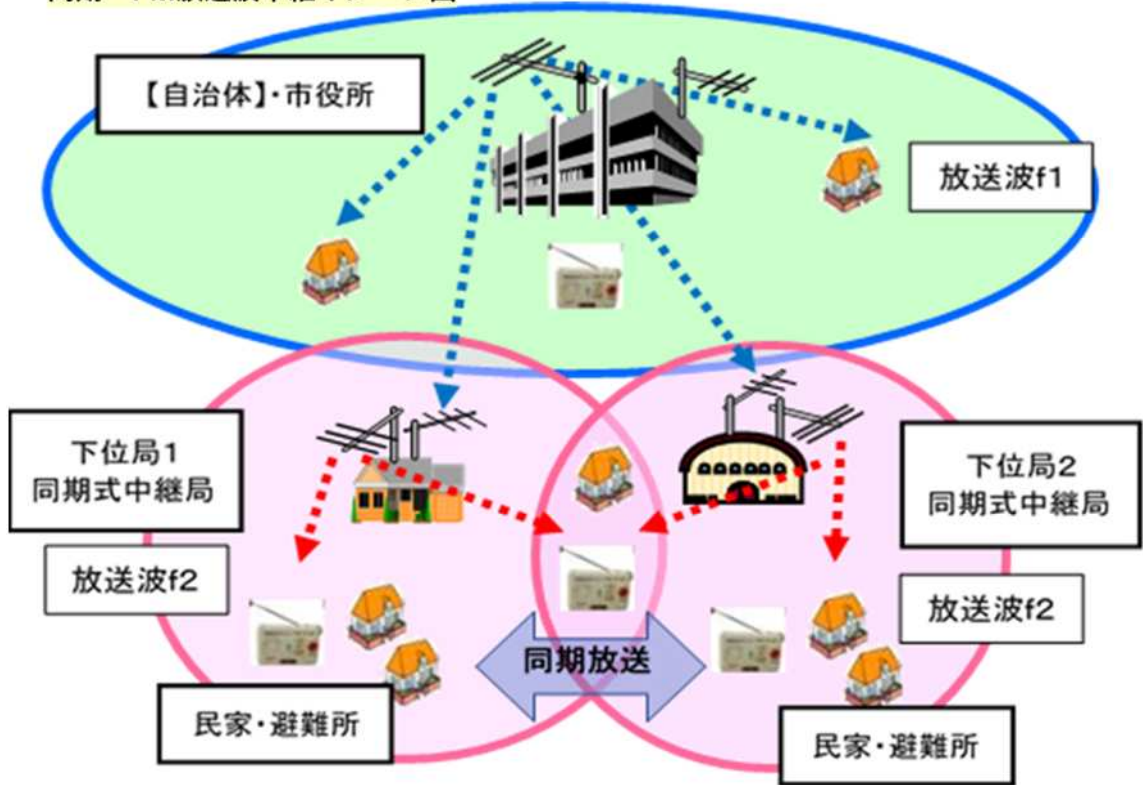 【自治体】・市役所
放送波f1
下位局1
同期式中継局
下位局2
同期式中継局
放送波f2
放送波f2
同期放送
民家・避難所
民家・避難所